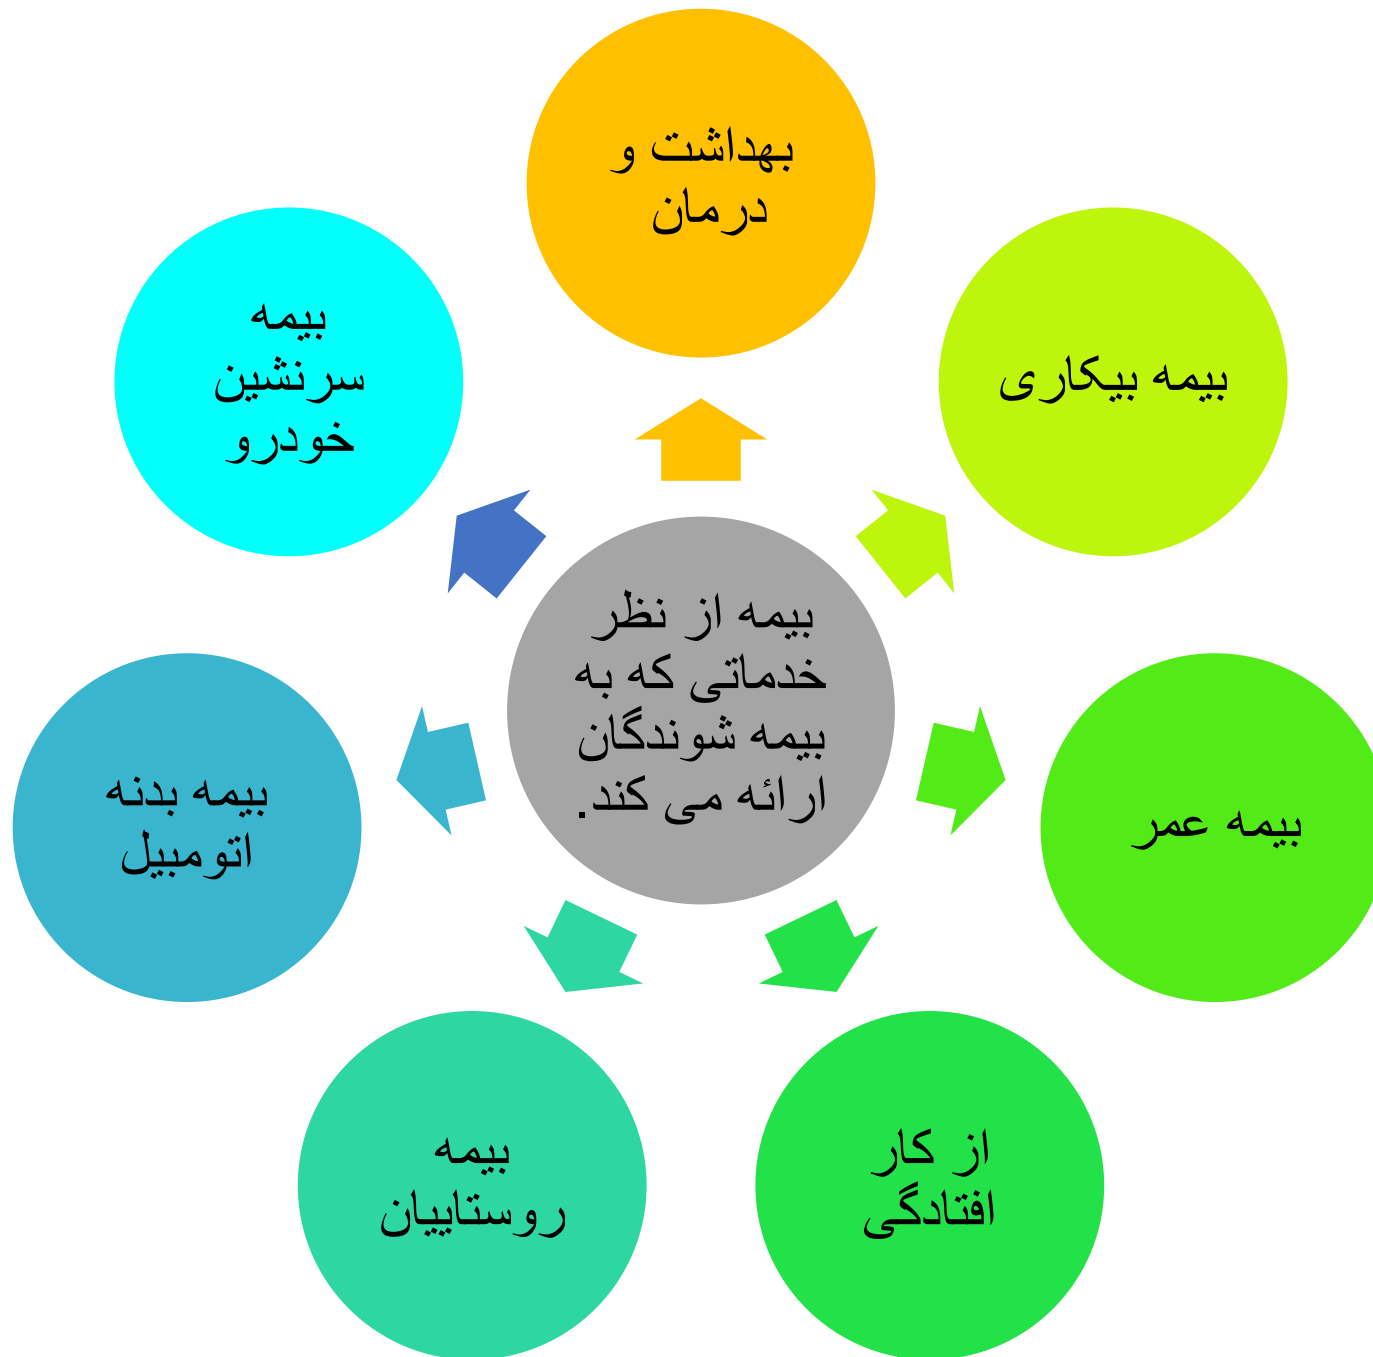 بهداشت و
درمان
بیمه بیکاری
بیمه عمر
از کار
افتادگی
بیمه
روستاییان
بیمه بدنه
اتومبیل
بیمه
سرنشین
خودرو
بیمه از نظر
خدماتی که به
بیمه شوندگان
ارائه می کند.